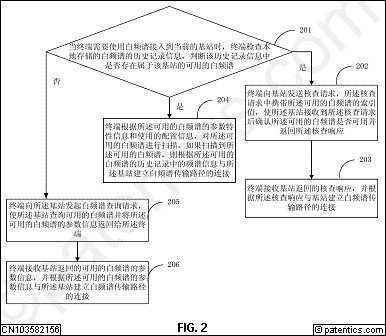 当终端需要使用白频谱接入到当前的基站时，终端检查本
地存储的白频谱的历史记录信息，判断该历史记录信息中
是否存在属于该基站的可用的白频谱
201
否
是
是
202
终端向基站发送核查请求，所述核
查请求中携带所述可用的白频谱的索引
值，使所述基站接收到所述核查请求
后确认所述白频谱是否可用并
返回所述核查响应
204
终端根据所述可用的白频谱的参数特
性信息和使用的配置信息，对所述可
用的白频谱进行扫描，如果扫描到所
述可用的白频谱，则根据所述可用的
白频谱的历史记录中的频谱信息与所
述基站建立白频谱传输路径的连接
203
终端接收基站返回的核查响应，并根
据所述核查响应与基站建立白频谱传
输路径的连接
205
终端向所述基站发起白频谱查询请求，
使所述基站查询可用的白频谱并将所述
可用的白频谱的参数信息返回给所述
终端
206
终端接收基站返回的可用的白频谱的参
数信息，并根据所述可用的白频谱的参
数信息与所述基站建立白频谱传输路径
的连接
CN103582156
FIG. 2
© patentics.com